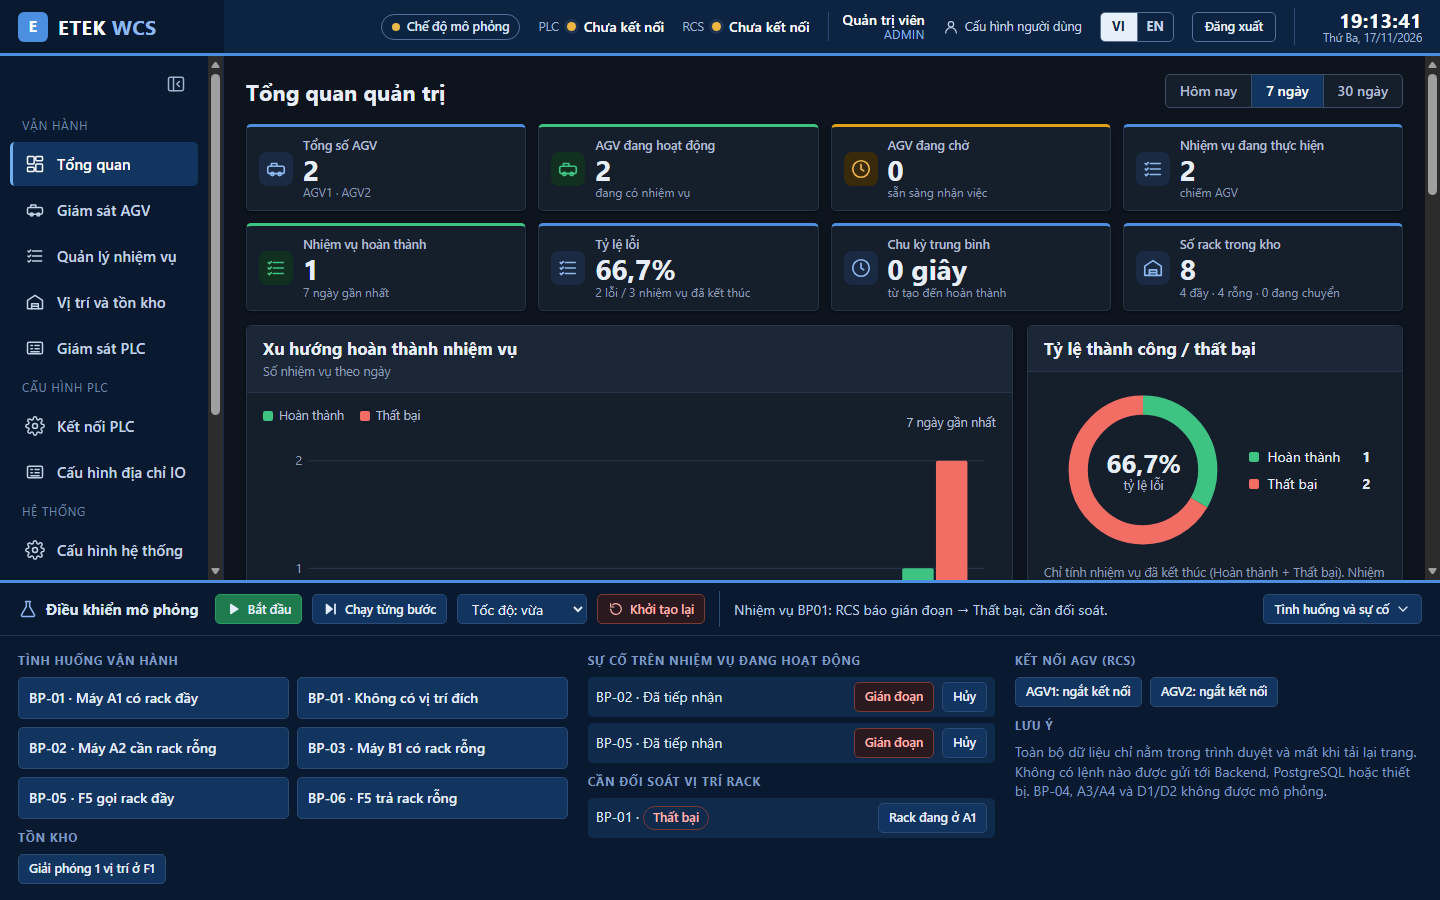 E ETEK WCS
Chế độ mô phỏng
PLC Chưa kết nối
RCS Chưa kết nối
Quản trị viên
ADMIN
Cấu hình người dùng
VI EN
Đăng xuất
19:13:41
Thứ Ba, 17/11/2026
VẬN HÀNH
Tổng quan
Giám sát AGV
Quản lý nhiệm vụ
Vị trí và tồn kho
Giám sát PLC
CẤU HÌNH PLC
Kết nối PLC
Cấu hình địa chỉ IO
HỆ THỐNG
Cấu hình hệ thống
Tổng quan quản trị
Hôm nay 7 ngày 30 ngày
Tổng số AGV
2
AGV1 · AGV2
AGV đang hoạt động
2
đang có nhiệm vụ
AGV đang chờ
0
sẵn sàng nhận việc
Nhiệm vụ đang thực hiện
2
chiếm AGV
Nhiệm vụ hoàn thành
1
7 ngày gần nhất
Tỷ lệ lỗi
66,7%
2 lỗi / 3 nhiệm vụ đã kết thúc
Chu kỳ trung bình
0 giây
từ tạo đến hoàn thành
Số rack trong kho
8
4 đầy · 4 rỗng · 0 đang chuyển
Xu hướng hoàn thành nhiệm vụ
Số nhiệm vụ theo ngày
Hoàn thành Thất bại
7 ngày gần nhất
2
1
Tỷ lệ thành công / thất bại
66,7%
tỷ lệ lỗi
Hoàn thành 1
Thất bại 2
Chỉ tính nhiệm vụ đã kết thúc (Hoàn thành + Thất bại). Nhiệm
Điều khiển mô phỏng
Bắt đầu
Chạy từng bước
Tốc độ: vừa
Khởi tạo lại
Nhiệm vụ BP01: RCS báo gián đoạn → Thất bại, cần đối soát.
Tình huống và sự cố
TÌNH HUỐNG VẬN HÀNH
BP-01 · Máy A1 có rack đầy
BP-01 · Không có vị trí đích
BP-02 · Máy A2 cần rack rỗng
BP-03 · Máy B1 có rack rỗng
BP-05 · F5 gọi rack đầy
BP-06 · F5 trả rack rỗng
TỒN KHO
Giải phóng 1 vị trí ở F1
SỰ CỐ TRÊN NHIỆM VỤ ĐANG HOẠT ĐỘNG
BP-02 · Đã tiếp nhận Gián đoạn Hủy
BP-05 · Đã tiếp nhận Gián đoạn Hủy
CẦN ĐỐI SOÁT VỊ TRÍ RACK
BP-01 · Thất bại Rack đang ở A1
KẾT NỐI AGV (RCS)
AGV1: ngắt kết nối
AGV2: ngắt kết nối
LƯU Ý
Toàn bộ dữ liệu chỉ nằm trong trình duyệt và mất khi tải lại trang.
Không có lệnh nào được gửi tới Backend, PostgreSQL hoặc thiết
bị. BP-04, A3/A4 và D1/D2 không được mô phỏng.